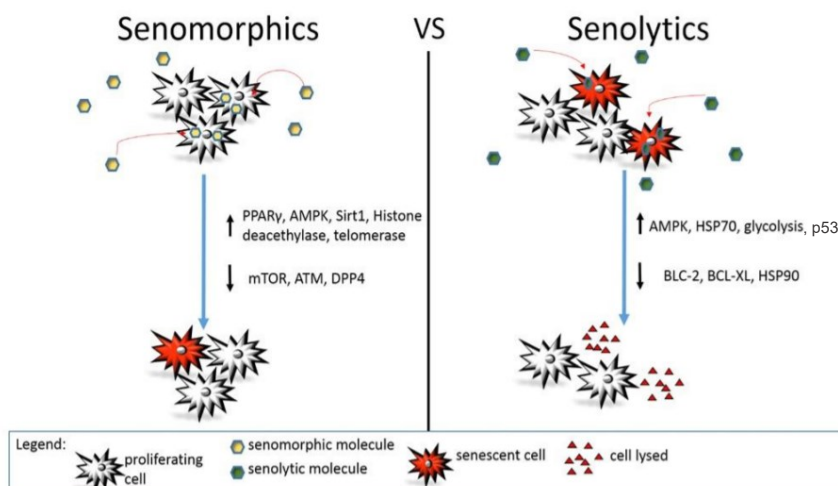 Senomorphics
VS
Senolytics
PPARγ, AMPK, Sirt1, Histone
deacethylase, telomerase
mTOR, ATM, DPP4
AMPK, HSP70, glycolysis, p53
BLC-2, BCL-XL, HSP90
Legend:
proliferating
cell
senomorphic molecule
senolytic molecule
senescent cell
cell lysed